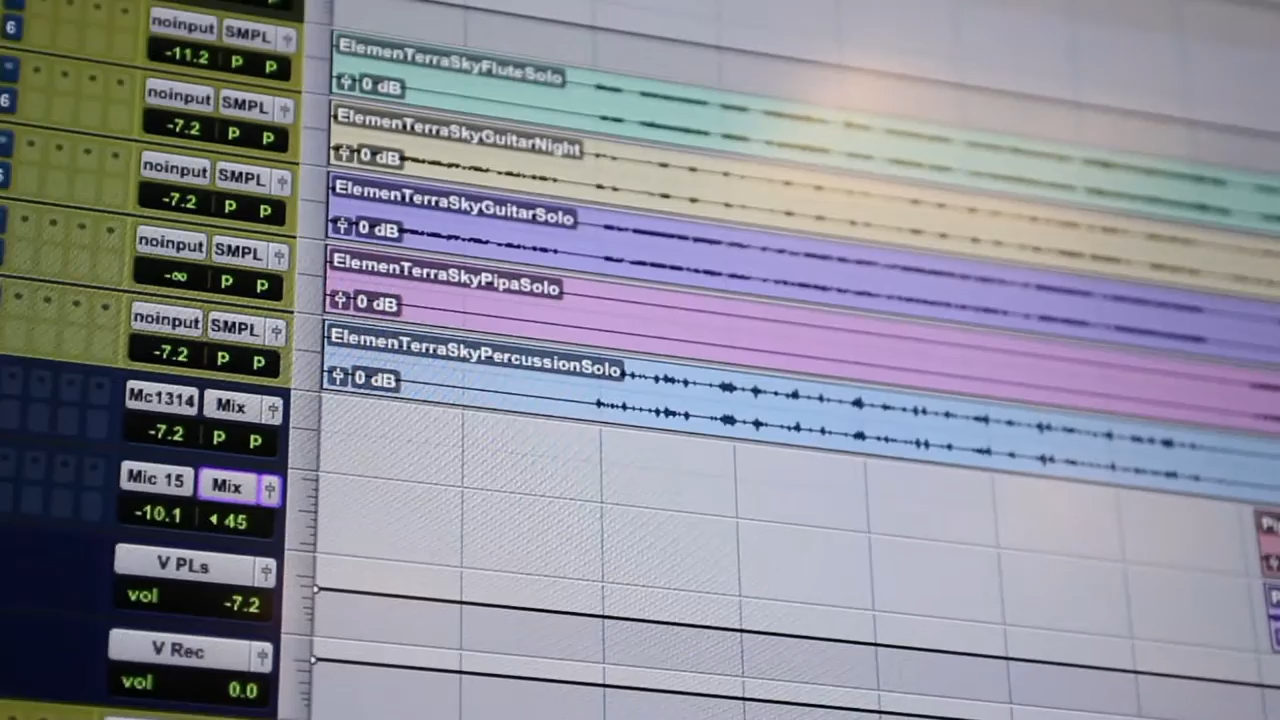 6
noinput SMPL
-11.2 P P
ElemenTerraSkyFluteSolo
0 dB
6
noinput SMPL
-7.2 P P
ElemenTerraSkyGuitarNight
0 dB
noinput SMPL
-7.2 P P
ElemenTerraSkyGuitarSolo
0 dB
noinput SMPL
-∞ P P
ElemenTerraSkyPipaSolo
0 dB
noinput SMPL
-7.2 P P
ElemenTerraSkyPercussionSolo
0 dB
Mc1314 Mix
-7.2 P P
Mic 15 Mix
-10.1 45
V PLs
vol -7.2
V Rec
vol 0.0